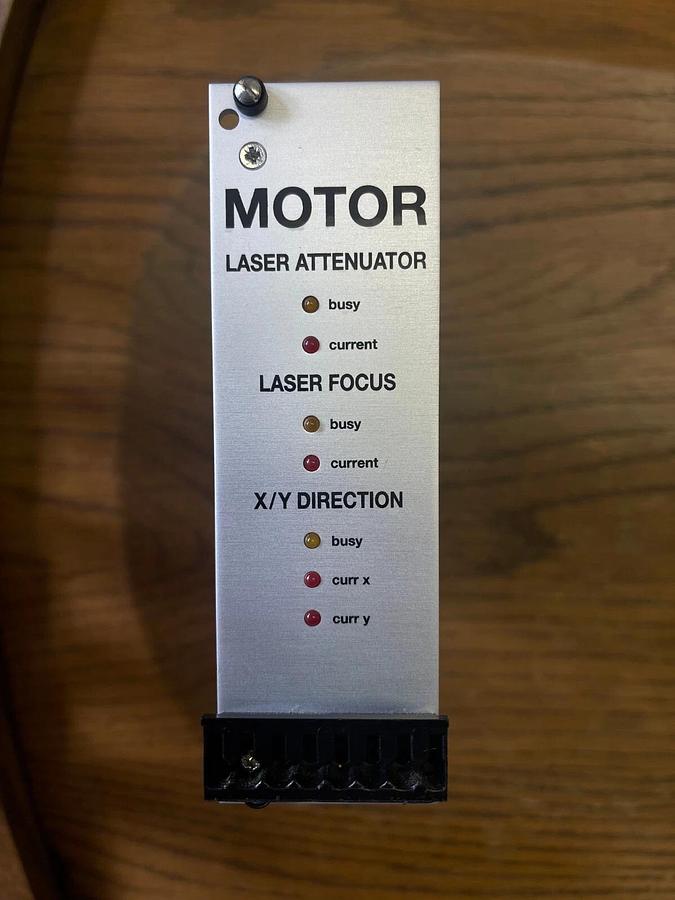 MOTOR
LASER ATTENUATOR
busy
current
LASER FOCUS
busy
current
X/Y DIRECTION
busy
curr x
curr y